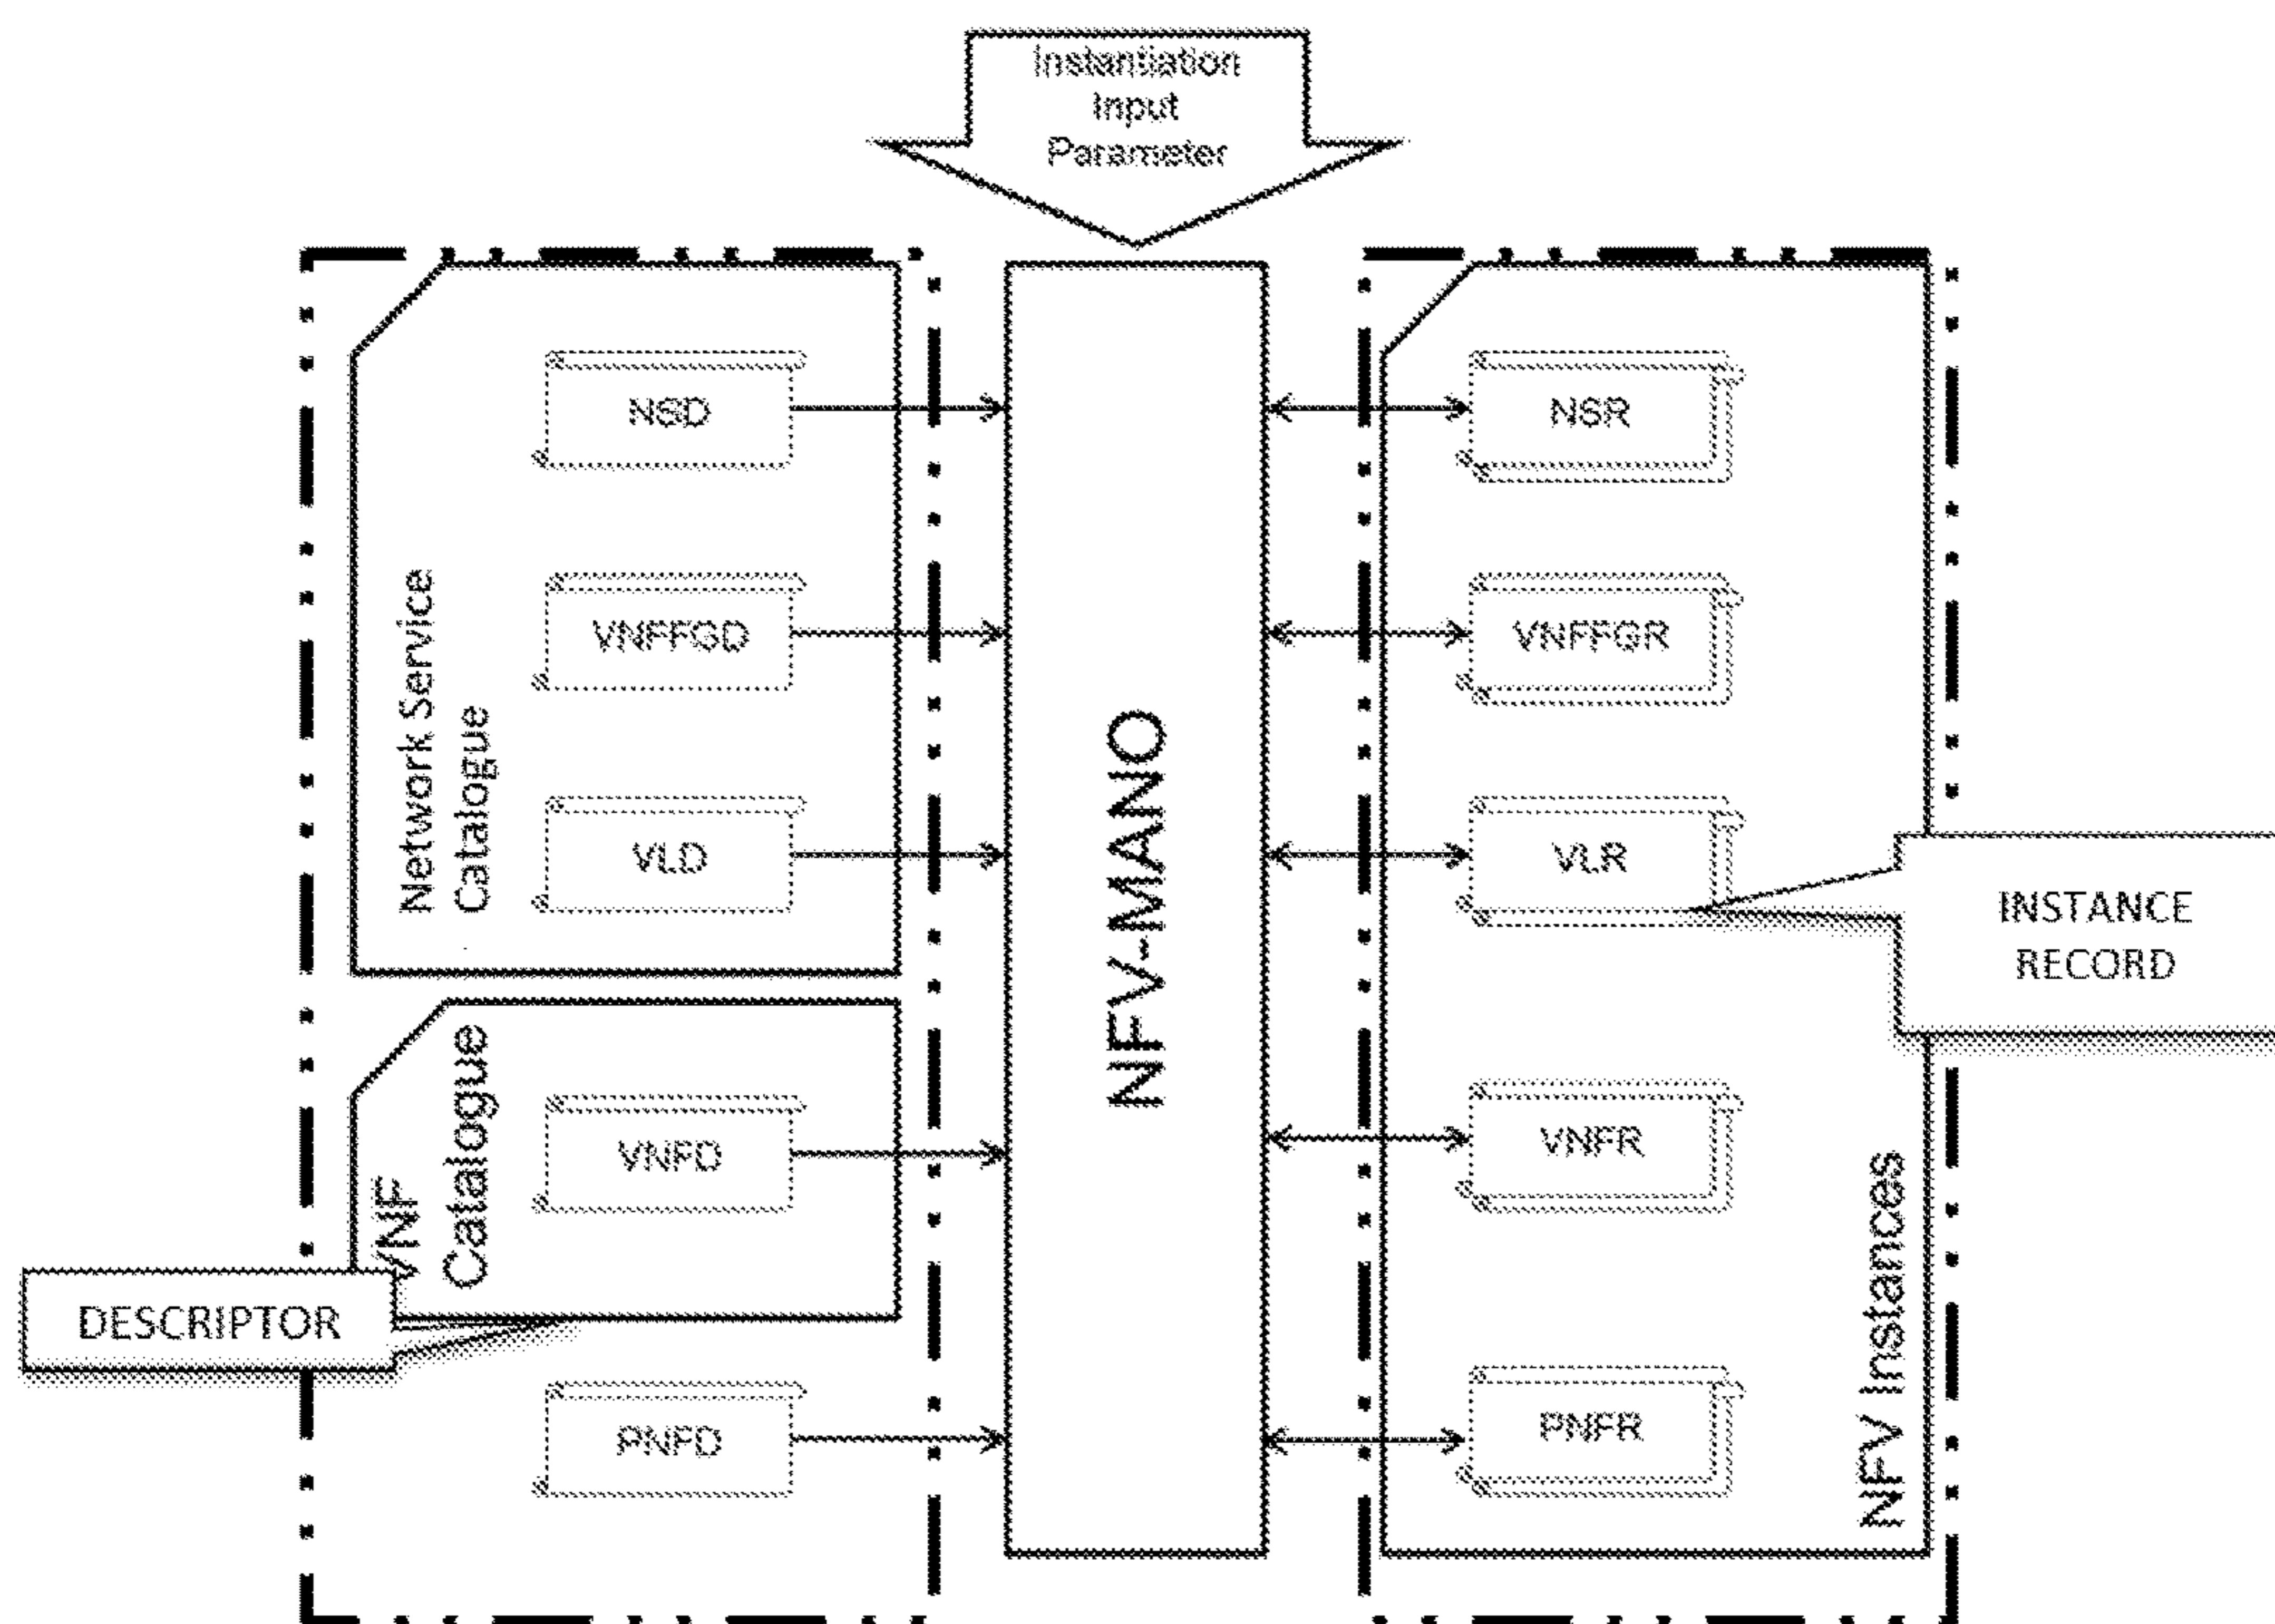 Instantiation
Input
Parameter
NSD
NSR
VNFFGD
VNFFGR
Network Service
Catalogue
VLD
VLR
NFV-MANO
INSTANCE
RECORD
VNF
Catalogue
VNFD
VNFR
DESCRIPTOR
PNFD
PNFR
NFV Instances